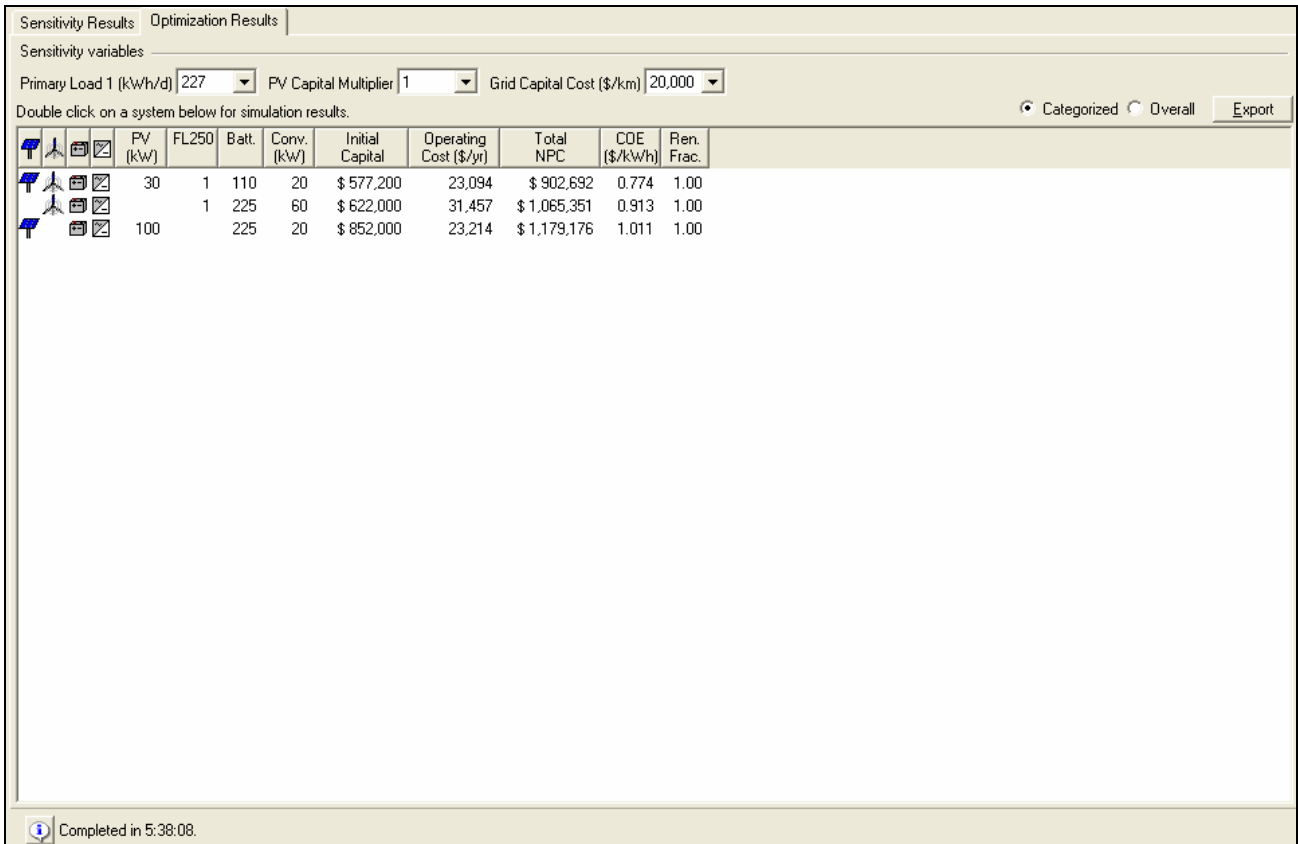 Sensitivity Results Optimization Results
Sensitivity variables
Primary Load 1 (kWh/d) 227 PV Capital Multiplier 1 Grid Capital Cost ($/km) 20,000
Double click on a system below for simulation results. Categorized Overall Export
PV (kW) FL250 Batt. Conv. (kW) Initial Capital Operating Cost ($/yr) Total NPC COE ($/kWh) Ren. Frac.
30 1 110 20 $ 577,200 23,094 $ 902,692 0.774 1.00
1 225 60 $ 622,000 31,457 $ 1,065,351 0.913 1.00
100 225 20 $ 852,000 23,214 $ 1,179,176 1.011 1.00
Completed in 5:38:08.